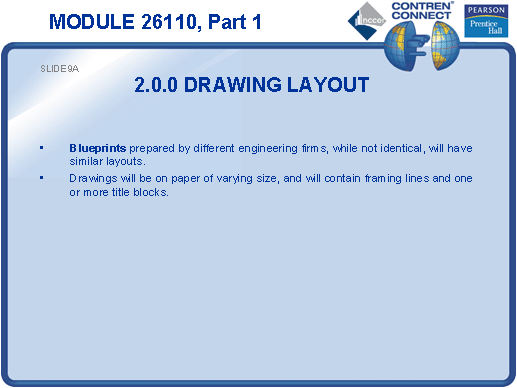 MODULE 26110, Part 1
nccer
CONTREN®
CONNECT
PEARSON
Prentice
Hall
SLIDE 9A
2.0.0 DRAWING LAYOUT
• Blueprints prepared by different engineering firms, while not identical, will have
similar layouts.
• Drawings will be on paper of varying size, and will contain framing lines and one
or more title blocks.